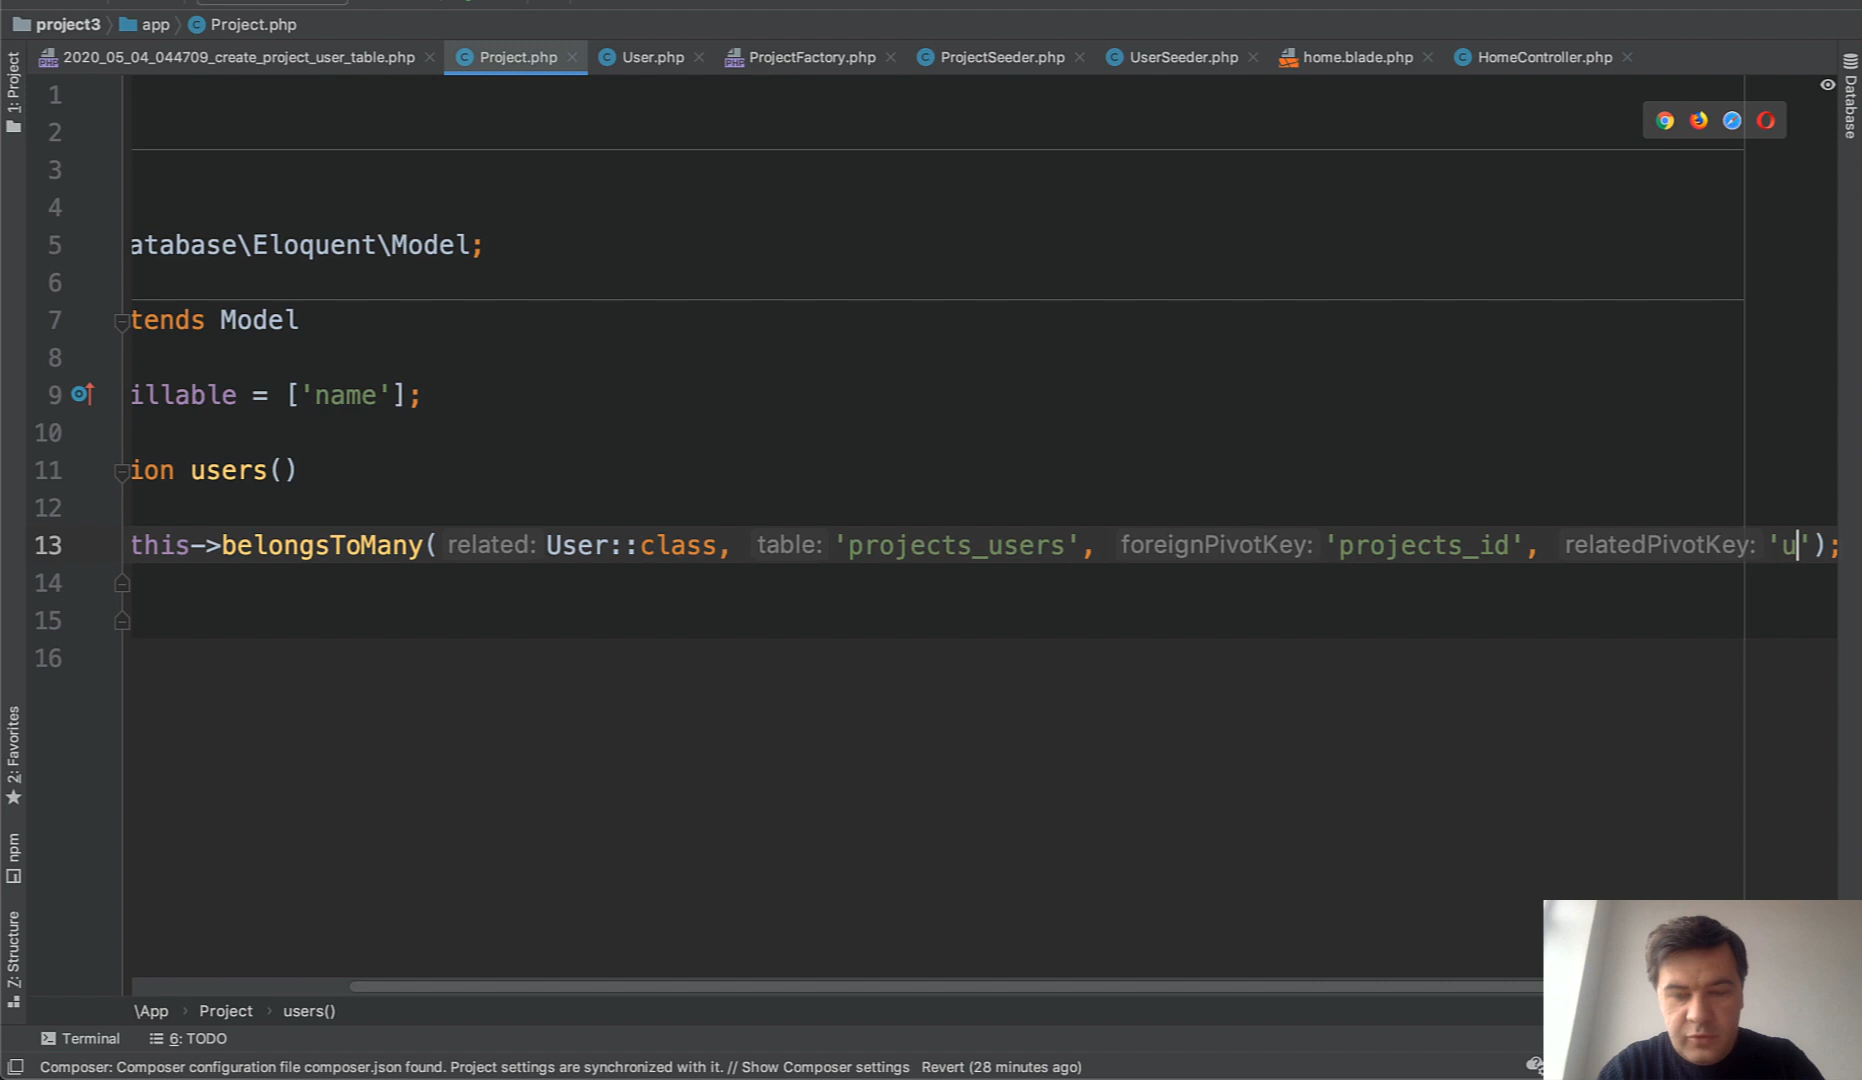 project3 app Project.php
2020_05_04_044709_create_project_user_table.php Project.php User.php ProjectFactory.php ProjectSeeder.php UserSeeder.php home.blade.php HomeController.php
1: Project
Database
1
2
3
4
5 atabase\Eloquent\Model;
6
7 tends Model
8
9 illable = ['name'];
10
11 ion users()
12
13 this->belongsToMany( related: User::class, table: 'projects_users', foreignPivotKey: 'projects_id', relatedPivotKey: 'u');
14
15
16
2: Favorites
npm
Z: Structure
\App Project users()
Terminal 6: TODO
Composer: Composer configuration file composer.json found. Project settings are synchronized with it. // Show Composer settings Revert (28 minutes ago)